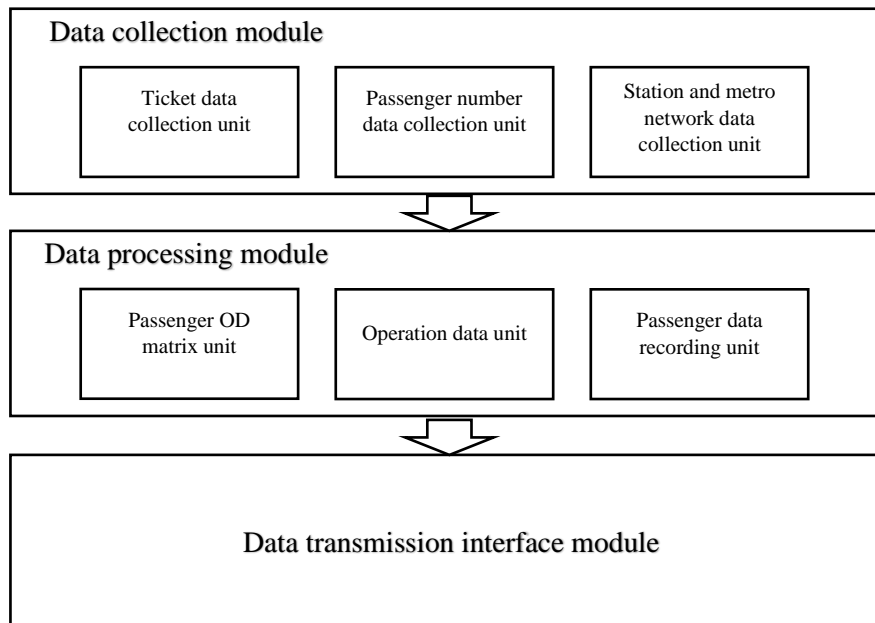 Data collection module
Ticket data
collection unit
Passenger number
data collection unit
Station and metro
network data
collection unit
Data processing module
Passenger OD
matrix unit
Operation data unit
Passenger data
recording unit
Data transmission interface module